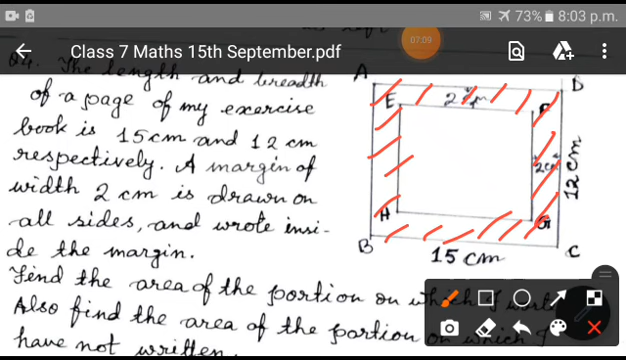 73% 8:03 p.m.
07:09
Class 7 Maths 15th September.pdf
Q4. The length and breadth
of a page of my exercise
book is 15cm and 12 cm
respectively. A margin of
width 2 cm is drawn on
all sides, and wrote insi-
de the margin.
Find the area of the portion on which I
Also find the area of the portion on which I
have not written.
A
D
E
2
F
2cm
12 cm
H
G
B
C
15 cm